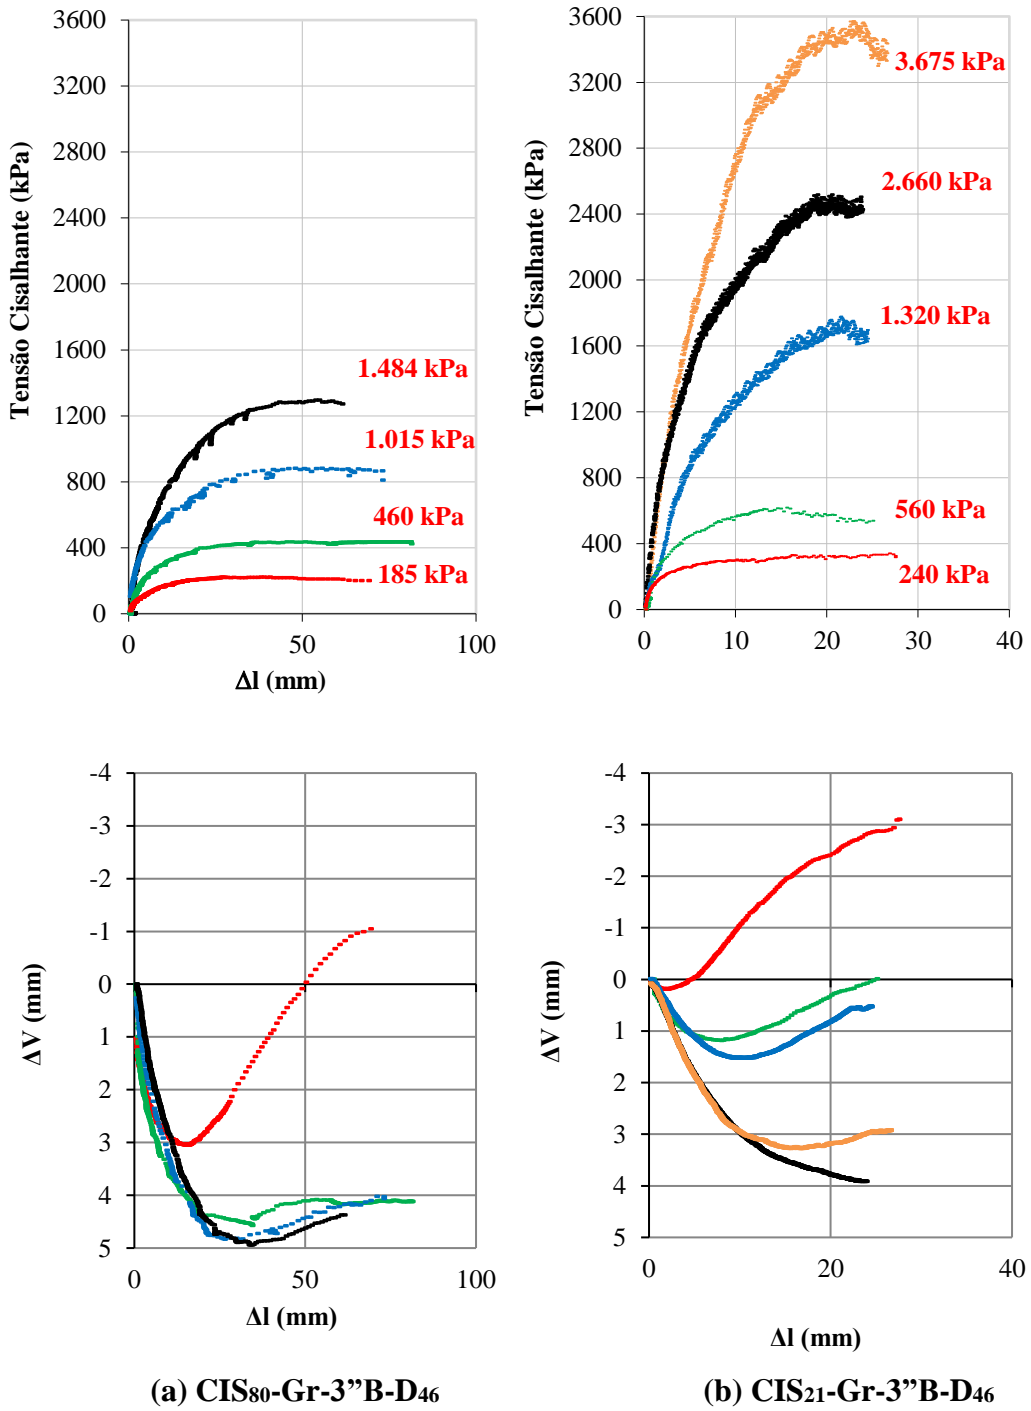 3600
3200
2800
2400
2000
1600
1200
800
400
0
Tensão Cisalhante (kPa)
1.484 kPa
1.015 kPa
460 kPa
185 kPa
0 50 100
Δl (mm)
3600
3200
2800
2400
2000
1600
1200
800
400
0
Tensão Cisalhante (kPa)
3.675 kPa
2.660 kPa
1.320 kPa
560 kPa
240 kPa
0 10 20 30 40
-4
-3
-2
-1
0
1
2
3
4
5
ΔV (mm)
0 50 100
Δl (mm)
-4
-3
-2
-1
0
1
2
3
4
5
ΔV (mm)
0 20 40
Δl (mm)
(a) CIS80-Gr-3”B-D46
(b) CIS21-Gr-3”B-D46